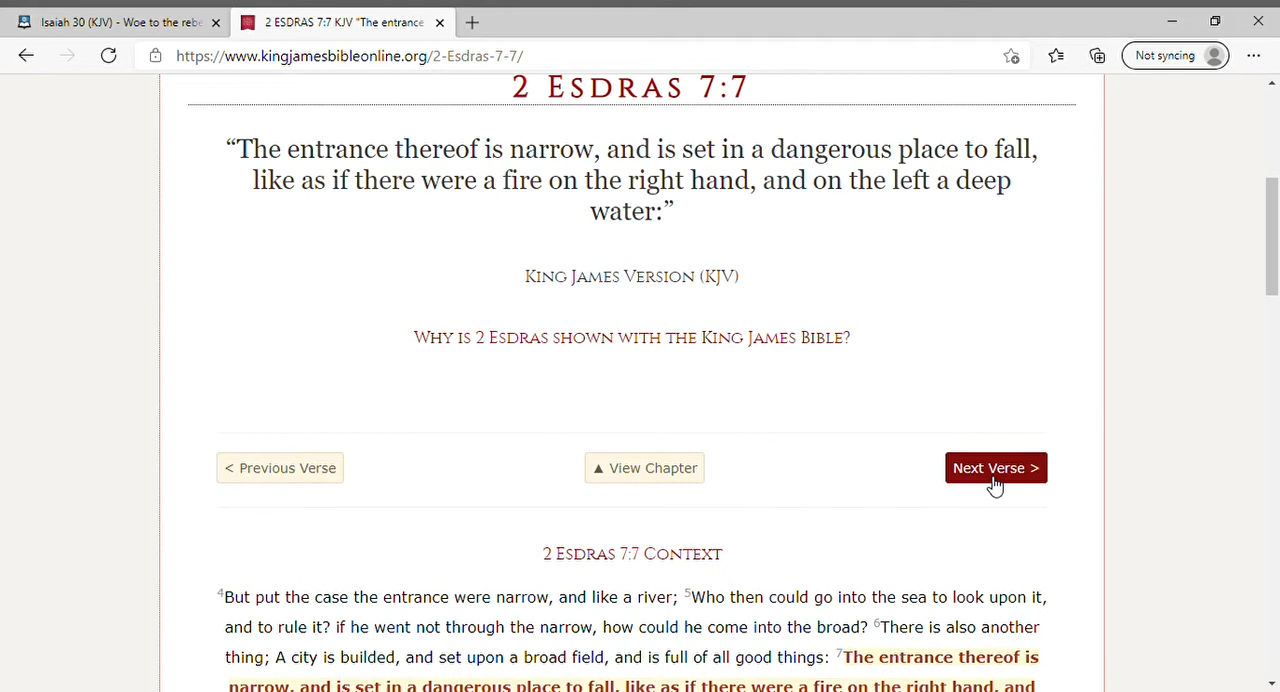 Isaiah 30 (KJV) - Woe to the rebe
2 ESDRAS 7:7 KJV "The entrance
https://www.kingjamesbibleonline.org/2-Esdras-7-7/
Not syncing
2 Esdras 7:7
“The entrance thereof is narrow, and is set in a dangerous place to fall,
like as if there were a fire on the right hand, and on the left a deep
water:”
King James Version (KJV)
Why is 2 Esdras shown with the King James Bible?
< Previous Verse
▲ View Chapter
Next Verse >
2 Esdras 7:7 Context
4But put the case the entrance were narrow, and like a river; 5Who then could go into the sea to look upon it,
and to rule it? if he went not through the narrow, how could he come into the broad? 6There is also another
thing; A city is builded, and set upon a broad field, and is full of all good things: 7The entrance thereof is
narrow, and is set in a dangerous place to fall, like as if there were a fire on the right hand, and